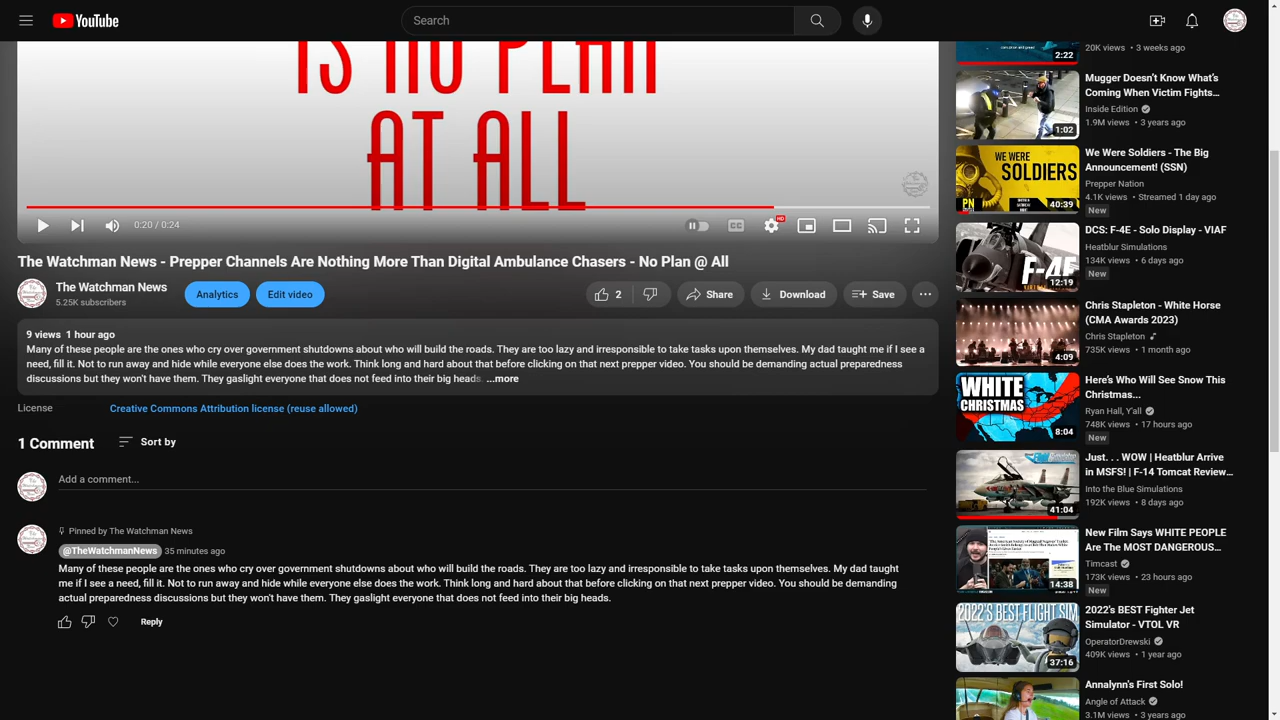 YouTube
Search
IS NO PLAN
AT ALL
0:20 / 0:24
The Watchman News - Prepper Channels Are Nothing More Than Digital Ambulance Chasers - No Plan @ All
The Watchman News
5.25K subscribers
Analytics
Edit video
2
Share
Download
Save
9 views 1 hour ago
Many of these people are the ones who cry over government shutdowns about who will build the roads. They are too lazy and irresponsible to take tasks upon themselves. My dad taught me if I see a
need, fill it. Not to run away and hide while everyone else does the work. Think long and hard about that before clicking on that next prepper video. You should be demanding actual preparedness
discussions but they won't have them. They gaslight everyone that does not feed into their big heads. ...more
License
Creative Commons Attribution license (reuse allowed)
1 Comment
Sort by
Add a comment...
Pinned by The Watchman News
@TheWatchmanNews 35 minutes ago
Many of these people are the ones who cry over government shutdowns about who will build the roads. They are too lazy and irresponsible to take tasks upon themselves. My dad taught
me if I see a need, fill it. Not to run away and hide while everyone else does the work. Think long and hard about that before clicking on that next prepper video. You should be demanding
actual preparedness discussions but they won't have them. They gaslight everyone that does not feed into their big heads.
Reply
2:22
20K views • 3 weeks ago
1:02
Mugger Doesn't Know What's
Coming When Victim Fights...
Inside Edition
1.9M views • 3 years ago
WE WERE
SOLDIERS
PN
40:39
We Were Soldiers - The Big
Announcement! (SSN)
Prepper Nation
4.1K views • Streamed 1 day ago
New
F-4E
12:19
DCS: F-4E - Solo Display - VIAF
Heatblur Simulations
134K views • 6 days ago
New
4:09
Chris Stapleton - White Horse
(CMA Awards 2023)
Chris Stapleton
735K views • 1 month ago
WHITE
CHRISTMAS
8:04
Here's Who Will See Snow This
Christmas...
Ryan Hall, Y'all
748K views • 17 hours ago
New
41:04
Just. . . WOW | Heatblur Arrive
in MSFS! | F-14 Tomcat Review...
Into the Blue Simulations
192K views • 8 days ago
14:38
New Film Says WHITE PEOPLE
Are The MOST DANGEROUS...
Timcast
173K views • 23 hours ago
New
2022'S BEST FLIGHT SIM
37:16
2022's BEST Fighter Jet
Simulator - VTOL VR
OperatorDrewski
409K views • 1 year ago
Annalynn's First Solo!
Angle of Attack
3.1M views • 3 years ago